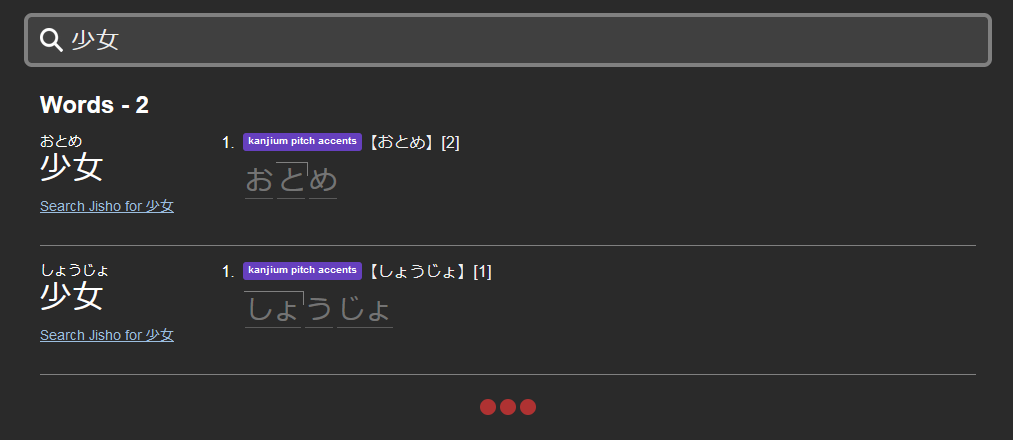 少女
Words - 2
おとめ
少女
Search Jisho for 少女
1. kanjium pitch accents 【おとめ】[2]
おとめ
しょうじょ
少女
Search Jisho for 少女
1. kanjium pitch accents 【しょうじょ】[1]
しょうじょ